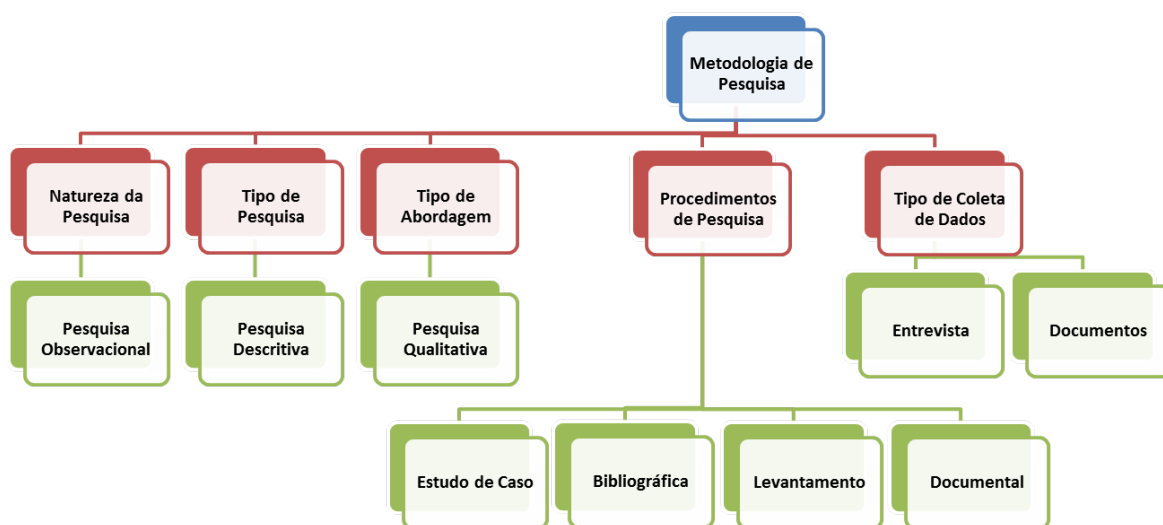 Metodologia de
Pesquisa
Natureza da
Pesquisa
Tipo de
Pesquisa
Tipo de
Abordagem
Procedimentos
de Pesquisa
Tipo de Coleta
de Dados
Pesquisa
Observacional
Pesquisa
Descritiva
Pesquisa
Qualitativa
Entrevista
Documentos
Estudo de Caso
Bibliográfica
Levantamento
Documental